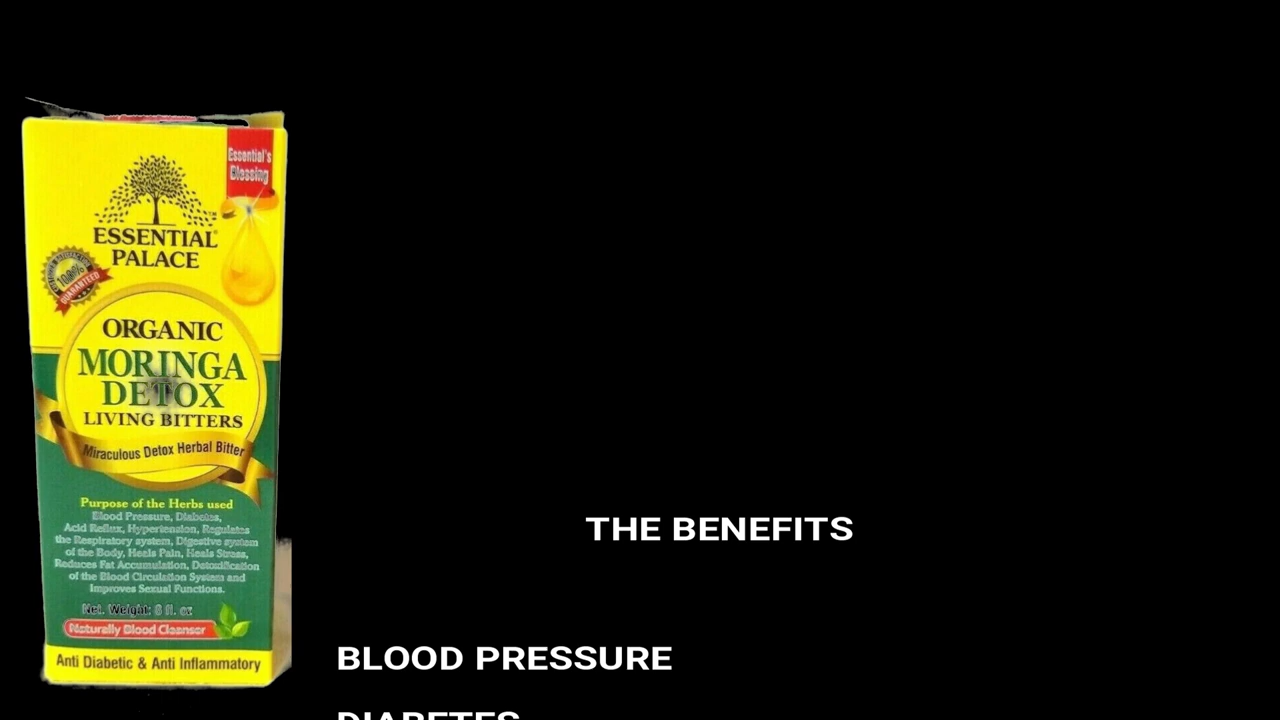 Essential's
Blessing
ESSENTIAL
PALACE
100%
GUARANTEED
ORGANIC
MORINGA
DETOX
LIVING BITTERS
Miraculous Detox Herbal Bitter
Purpose of the Herbs used
Blood Pressure, Diabetes,
Acid Reflux, Hypertension, Regulates
the Respiratory system, Digestive system
of the Body, Heals Pain, Heals Stress,
Reduces Fat Accumulation, Detoxification
of the Blood Circulation System and
Improves Sexual Functions.
Net. Weight: 8 fl. oz
Naturally Blood Cleanser
Anti Diabetic & Anti Inflammatory
THE BENEFITS
BLOOD PRESSURE
DIABETES